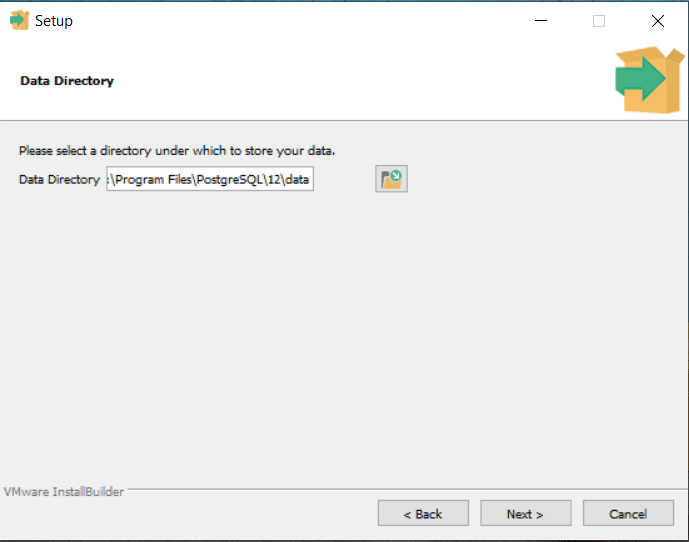 Setup
Data Directory
Please select a directory under which to store your data.
Data Directory :\Program Files\PostgreSQL\12\data
VMware InstallBuilder
< Back Next > Cancel